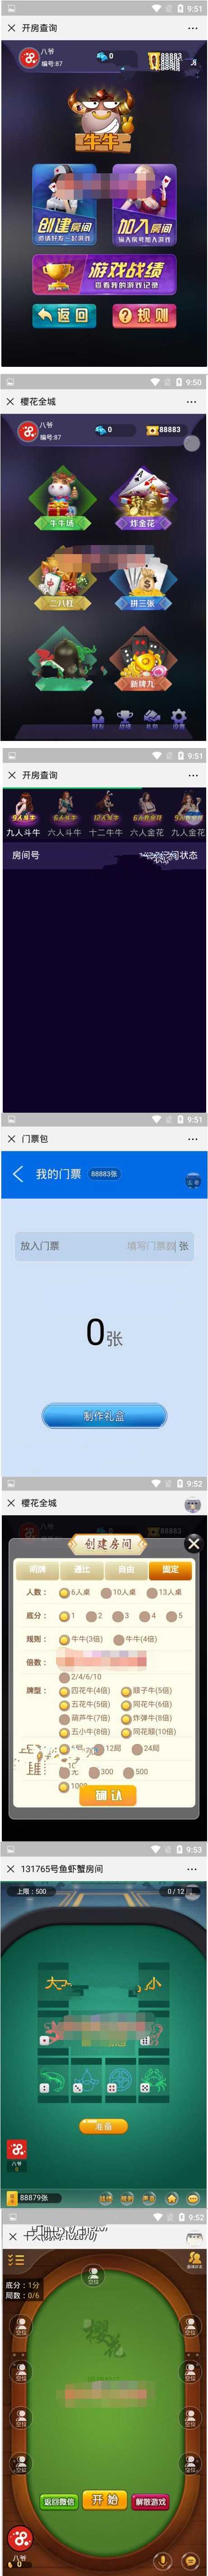 9:51
开房查询
八爷
编号:87
0
88883
牛牛
创建房间
邀请好友一起游戏
加入房间
输入房号加入游戏
游戏战绩
查看我的游戏记录
返回
规则
9:50
樱花全城
八爷
编号:87
0
88883
牛牛场
炸金花
二八杠
拼三张
新牌九
9:51
开房查询
九人斗牛
六人斗牛
十二牛牛
六人金花
九人金花
房间号
状态
9:51
门票包
我的门票
88883张
放入门票
填写门票数
张
0张
制作礼盒
9:52
樱花全城
创建房间
明牌
通比
自由
固定
人数：
6人桌
10人桌
13人桌
底分：
1
2
3
4
5
规则：
牛牛(3倍)
牛牛(4倍)
倍数：
2/4/6/10
牌型：
四花牛(4倍)
顺子牛(5倍)
五花牛(5倍)
同花牛(6倍)
葫芦牛(7倍)
炸弹牛(8倍)
五小牛(8倍)
同花顺(10倍)
12局
24局
300
500
1000
确认
9:53
131765号鱼虾蟹房间
上限：500
0/12
大
小
准备
八爷
0
88879张
9:52
底分：1分
局数：0/6
空位
空位
空位
空位
空位
空位
空位
空位
空位
返回微信
开始
解散游戏
八爷
0